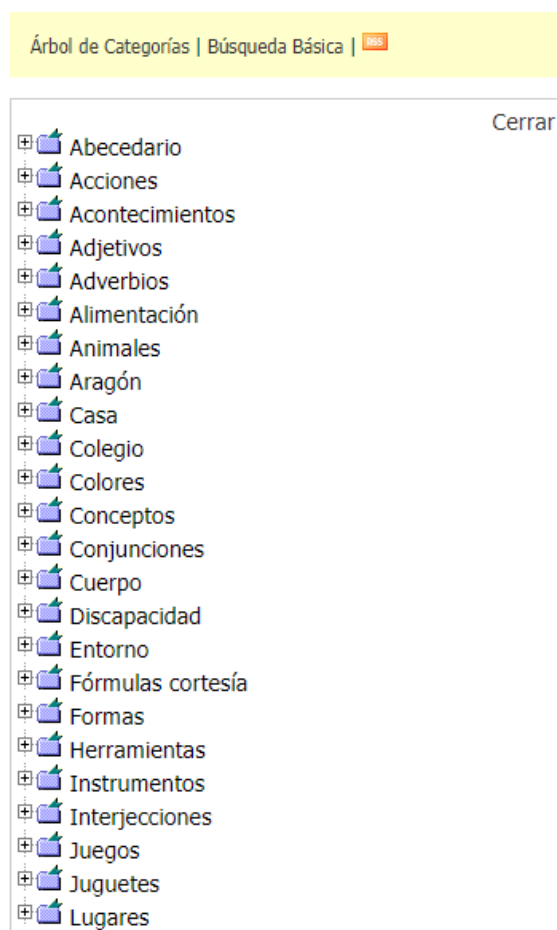 Árbol de Categorías | Búsqueda Básica | RSS
Cerrar
Abecedario
Acciones
Acontecimientos
Adjetivos
Adverbios
Alimentación
Animales
Aragón
Casa
Colegio
Colores
Conceptos
Conjunciones
Cuerpo
Discapacidad
Entorno
Fórmulas cortesía
Formas
Herramientas
Instrumentos
Interjecciones
Juegos
Juguetes
Lugares